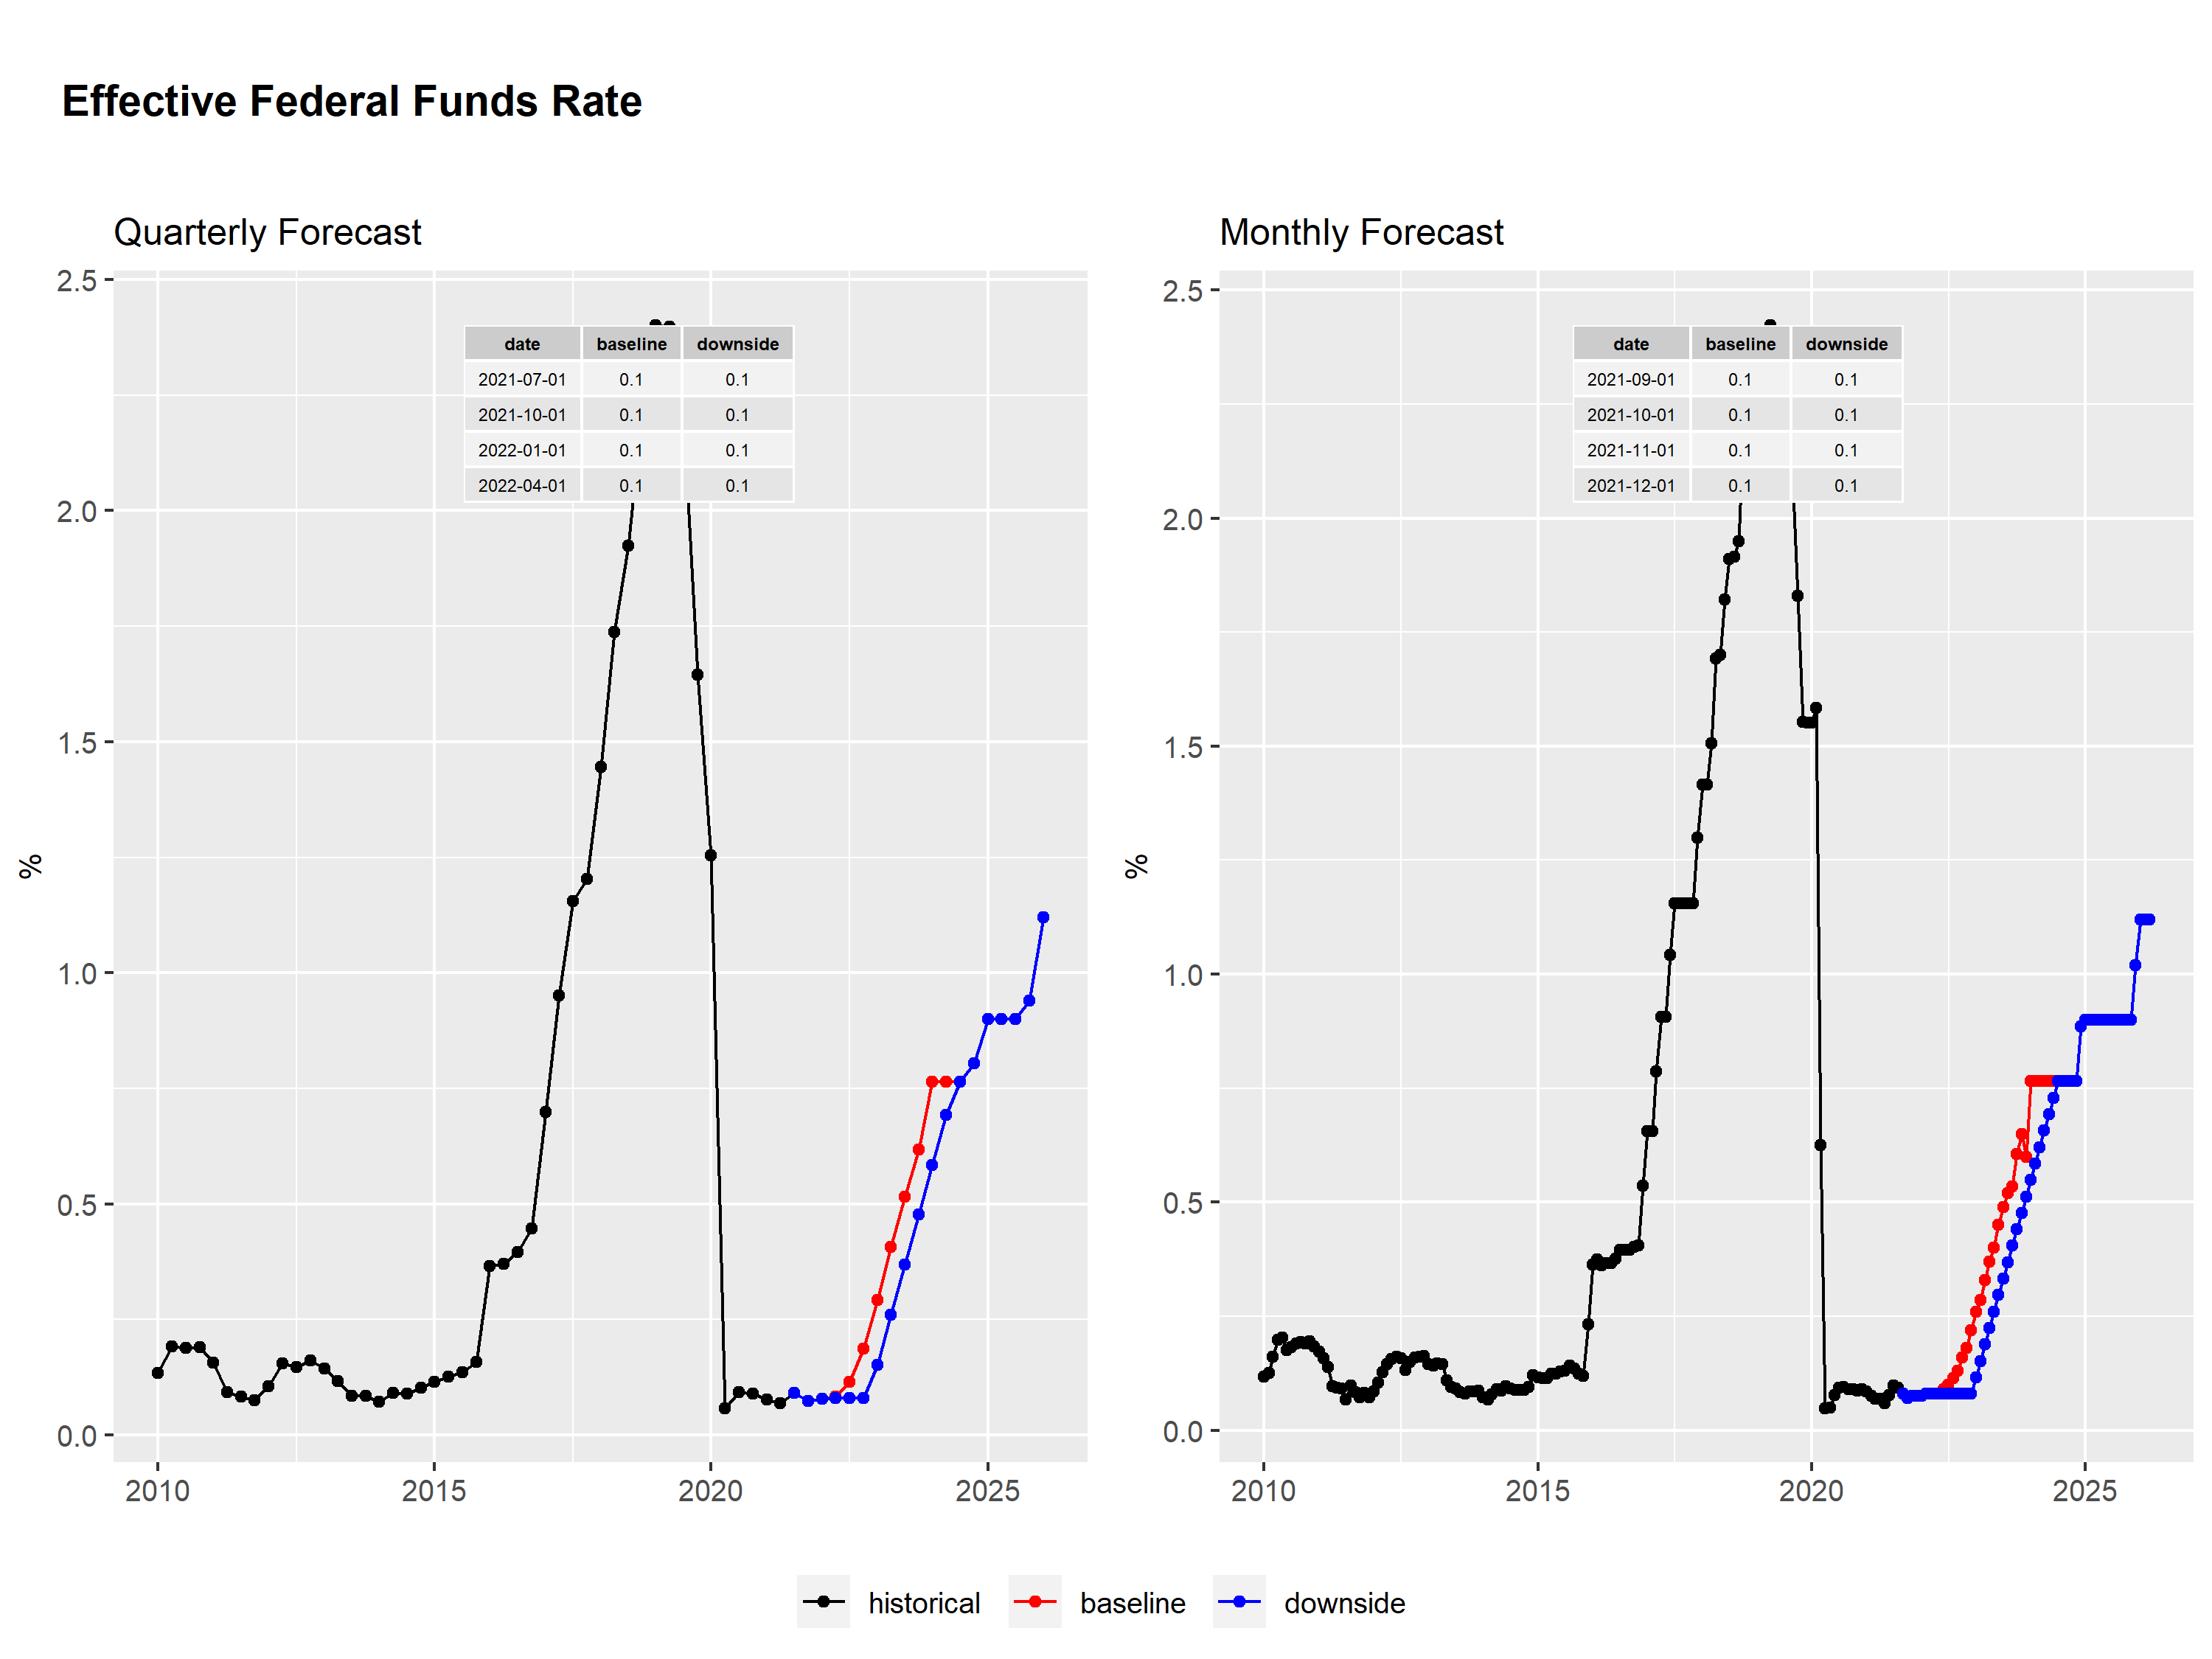 Effective Federal Funds Rate
Quarterly Forecast
2.5
2.0
1.5
1.0
0.5
0.0
%
date baseline downside
2021-07-01 0.1 0.1
2021-10-01 0.1 0.1
2022-01-01 0.1 0.1
2022-04-01 0.1 0.1
2010 2015 2020 2025
Monthly Forecast
2.5
2.0
1.5
1.0
0.5
0.0
%
date baseline downside
2021-09-01 0.1 0.1
2021-10-01 0.1 0.1
2021-11-01 0.1 0.1
2021-12-01 0.1 0.1
2010 2015 2020 2025
historical baseline downside